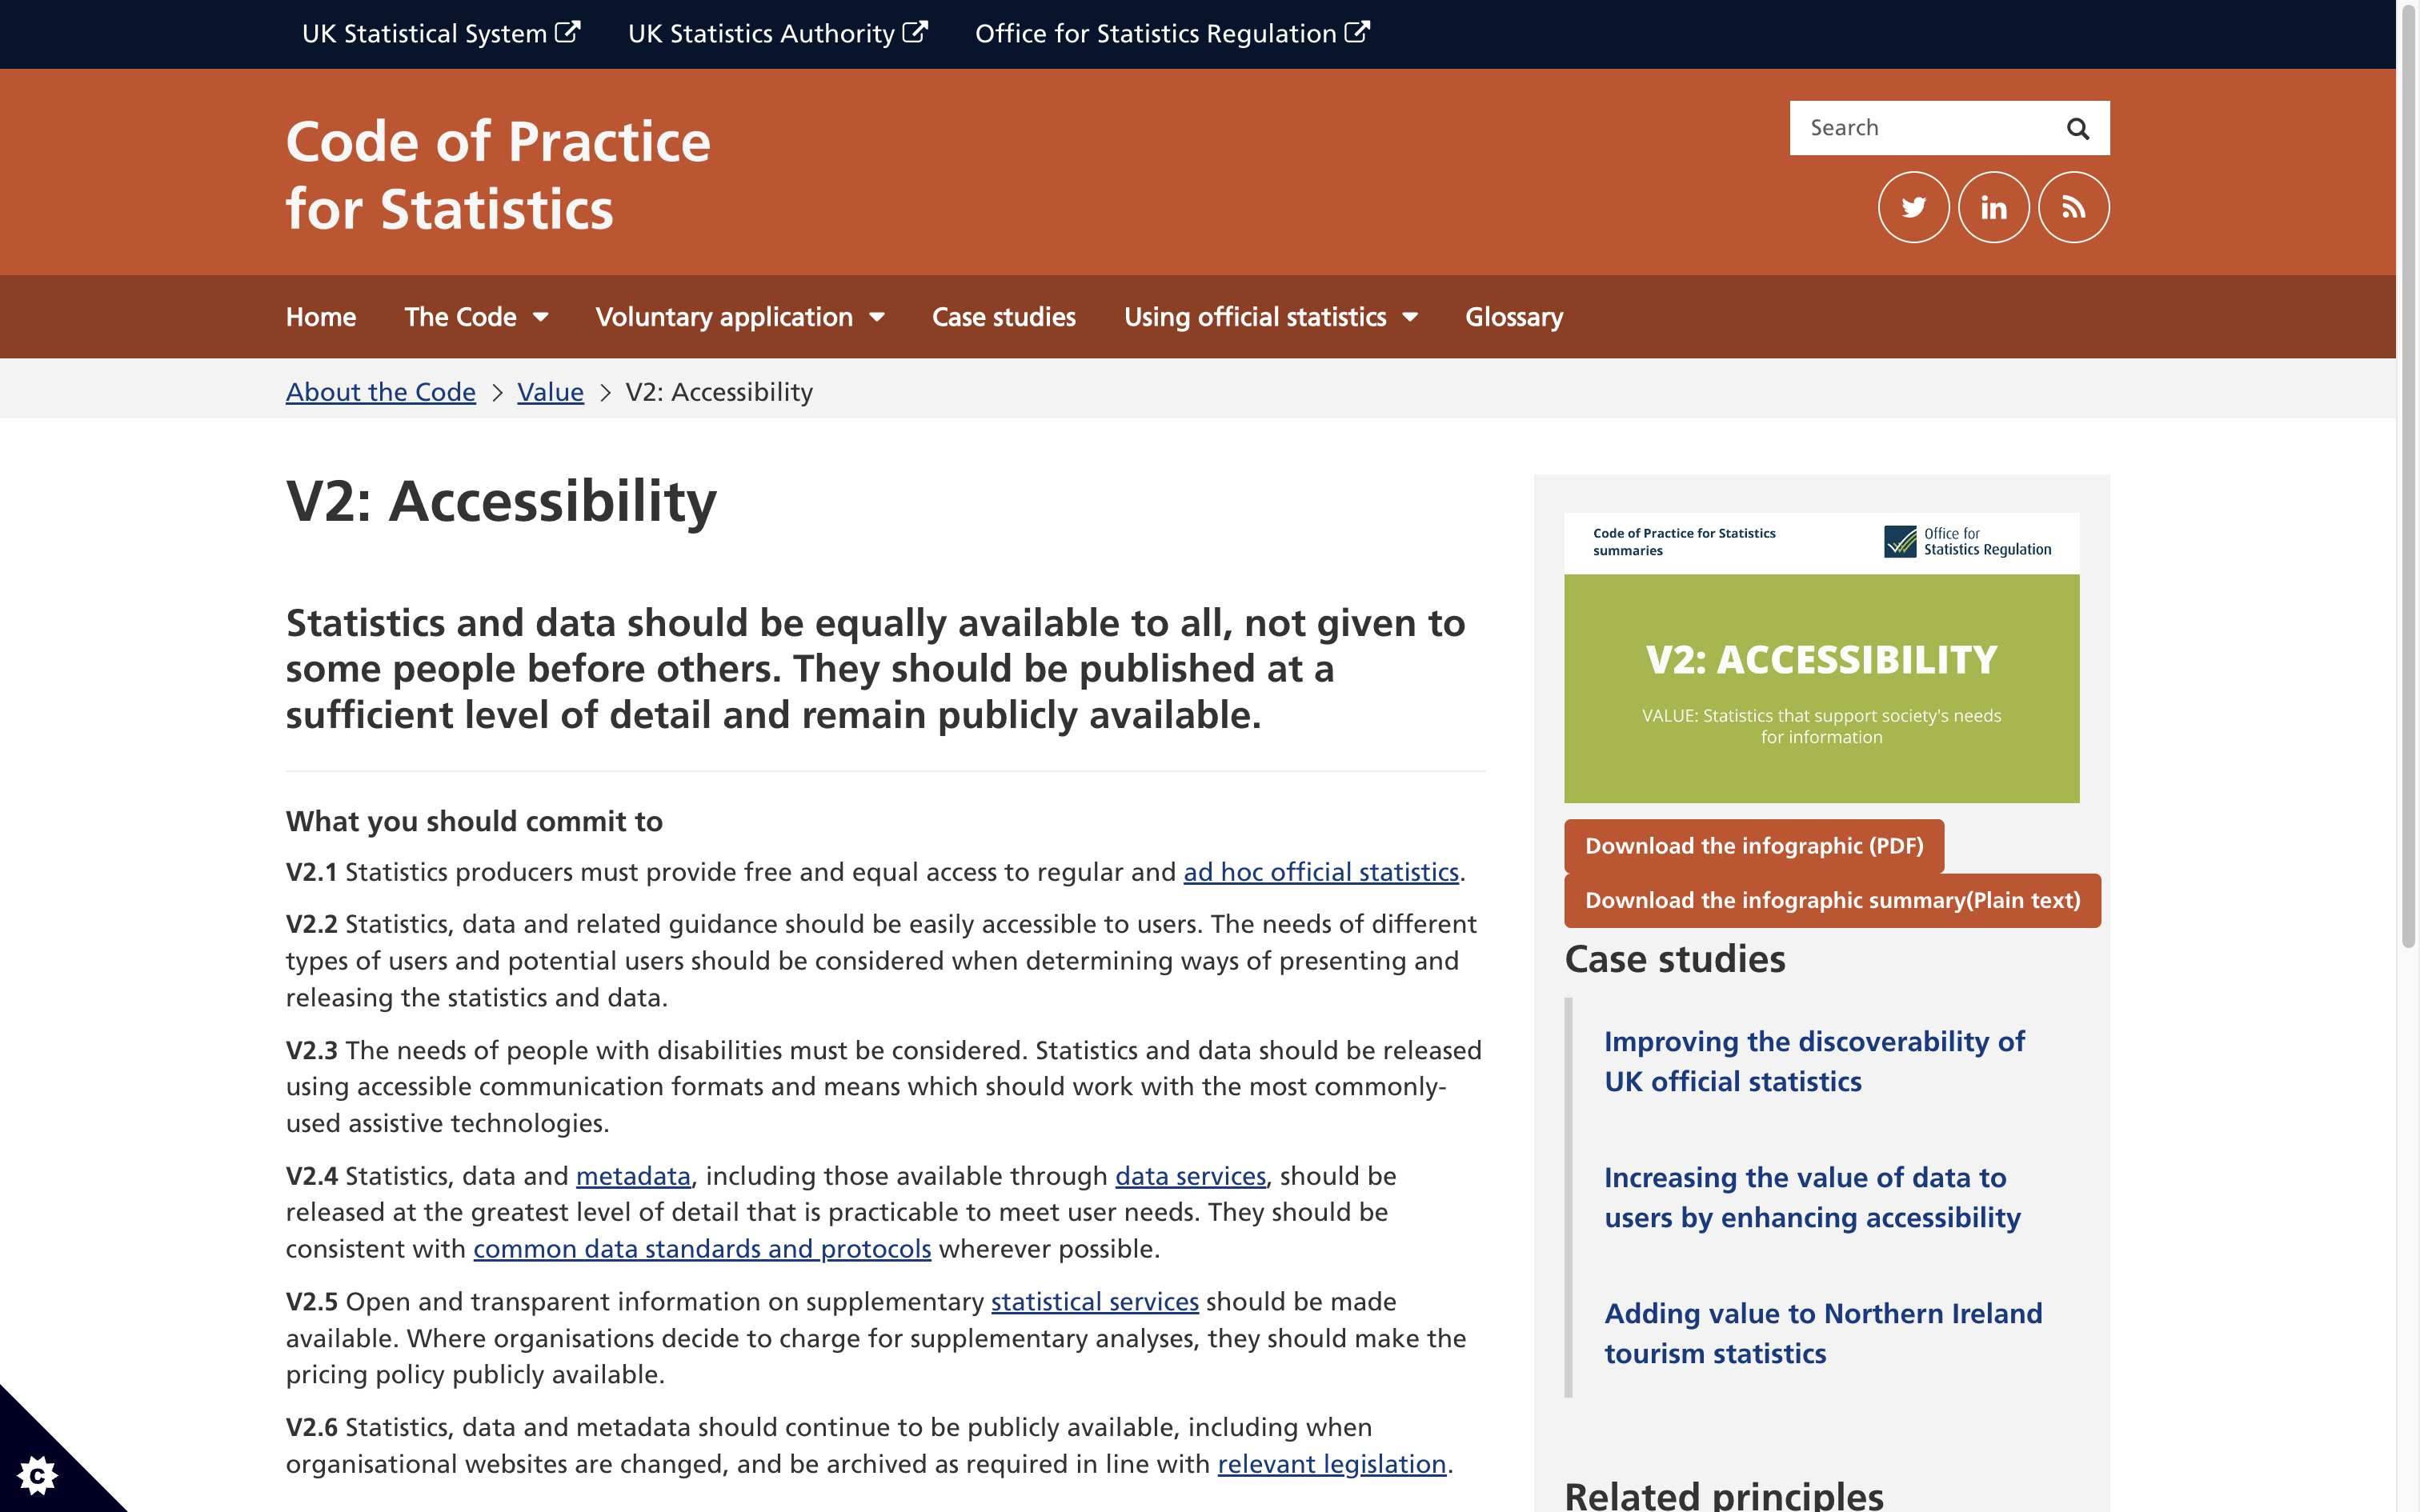 UK Statistical System
UK Statistics Authority
Office for Statistics Regulation
Code of Practice
for Statistics
Search
Home
The Code
Voluntary application
Case studies
Using official statistics
Glossary
About the Code > Value > V2: Accessibility
V2: Accessibility
Statistics and data should be equally available to all, not given to
some people before others. They should be published at a
sufficient level of detail and remain publicly available.
What you should commit to
V2.1 Statistics producers must provide free and equal access to regular and ad hoc official statistics.
V2.2 Statistics, data and related guidance should be easily accessible to users. The needs of different
types of users and potential users should be considered when determining ways of presenting and
releasing the statistics and data.
V2.3 The needs of people with disabilities must be considered. Statistics and data should be released
using accessible communication formats and means which should work with the most commonly-
used assistive technologies.
V2.4 Statistics, data and metadata, including those available through data services, should be
released at the greatest level of detail that is practicable to meet user needs. They should be
consistent with common data standards and protocols wherever possible.
V2.5 Open and transparent information on supplementary statistical services should be made
available. Where organisations decide to charge for supplementary analyses, they should make the
pricing policy publicly available.
V2.6 Statistics, data and metadata should continue to be publicly available, including when
organisational websites are changed, and be archived as required in line with relevant legislation.
Code of Practice for Statistics
summaries
Office for
Statistics Regulation
V2: ACCESSIBILITY
VALUE: Statistics that support society's needs
for information
Download the infographic (PDF)
Download the infographic summary(Plain text)
Case studies
Improving the discoverability of
UK official statistics
Increasing the value of data to
users by enhancing accessibility
Adding value to Northern Ireland
tourism statistics
Related principles